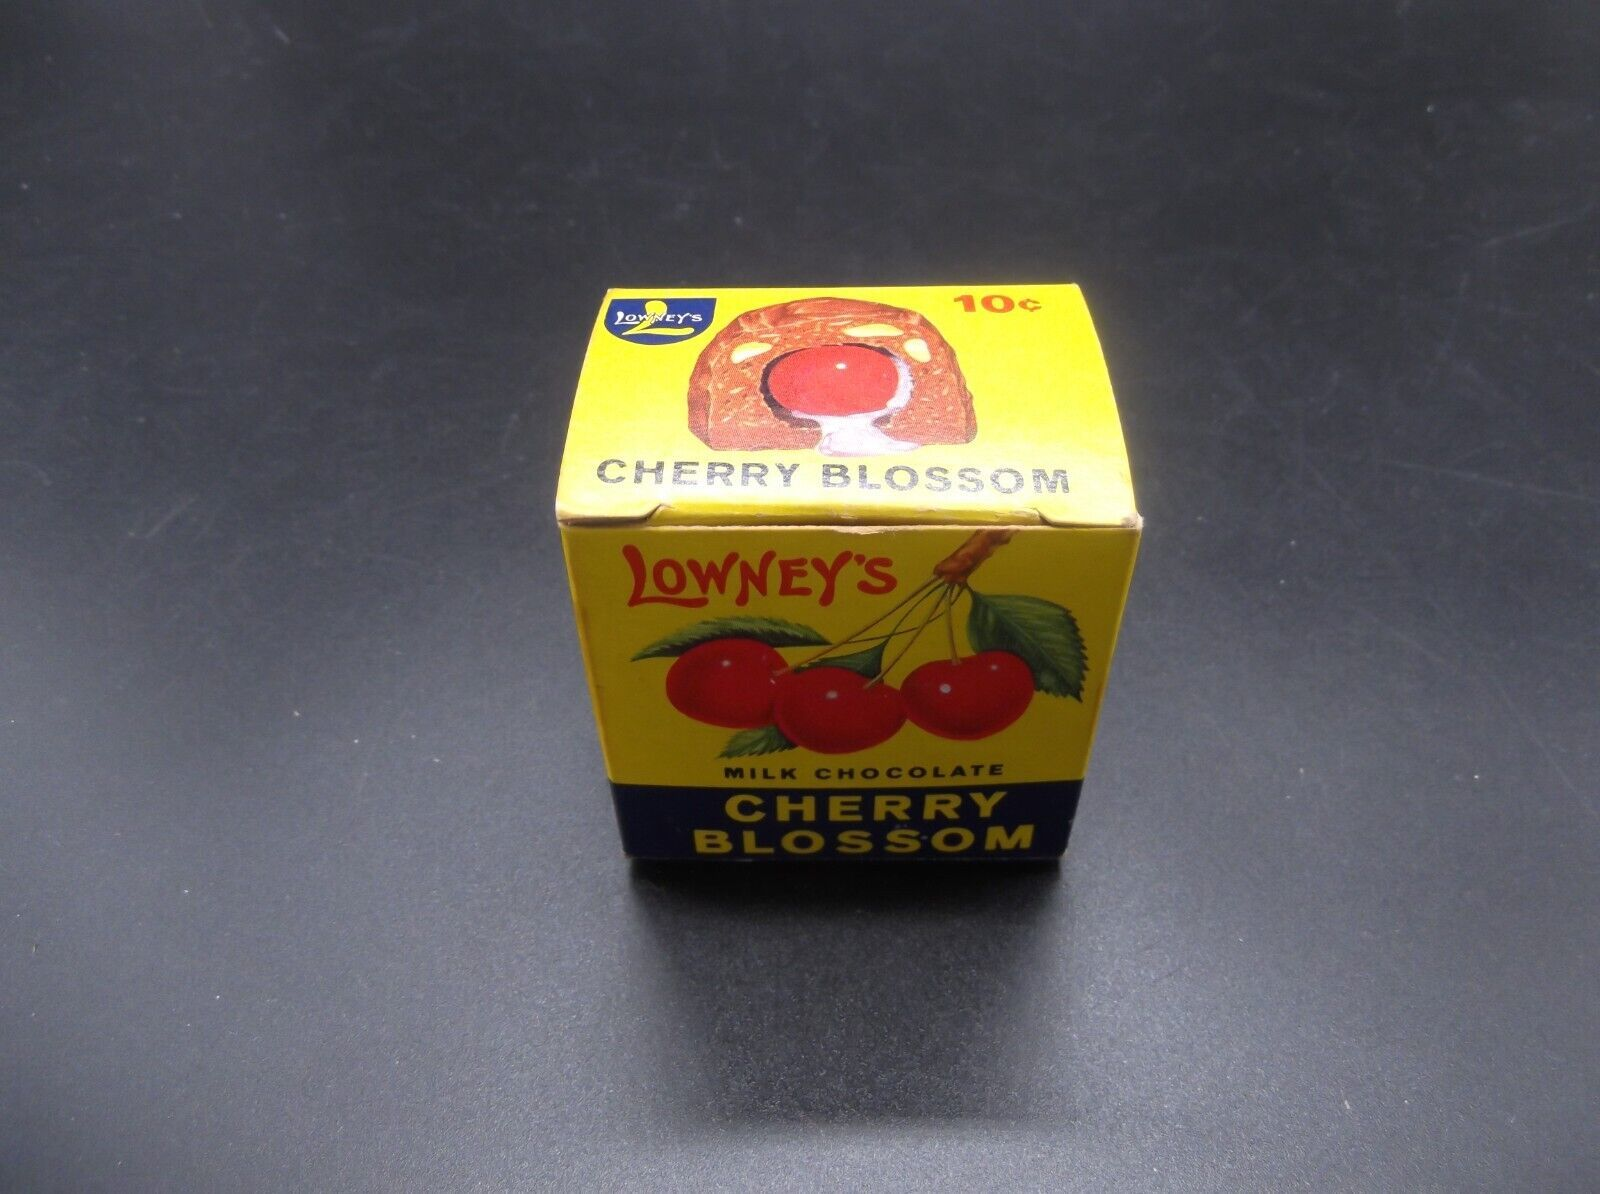 LOWNEY'S
10¢
CHERRY BLOSSOM
LOWNEY'S
MILK CHOCOLATE
CHERRY
BLOSSOM